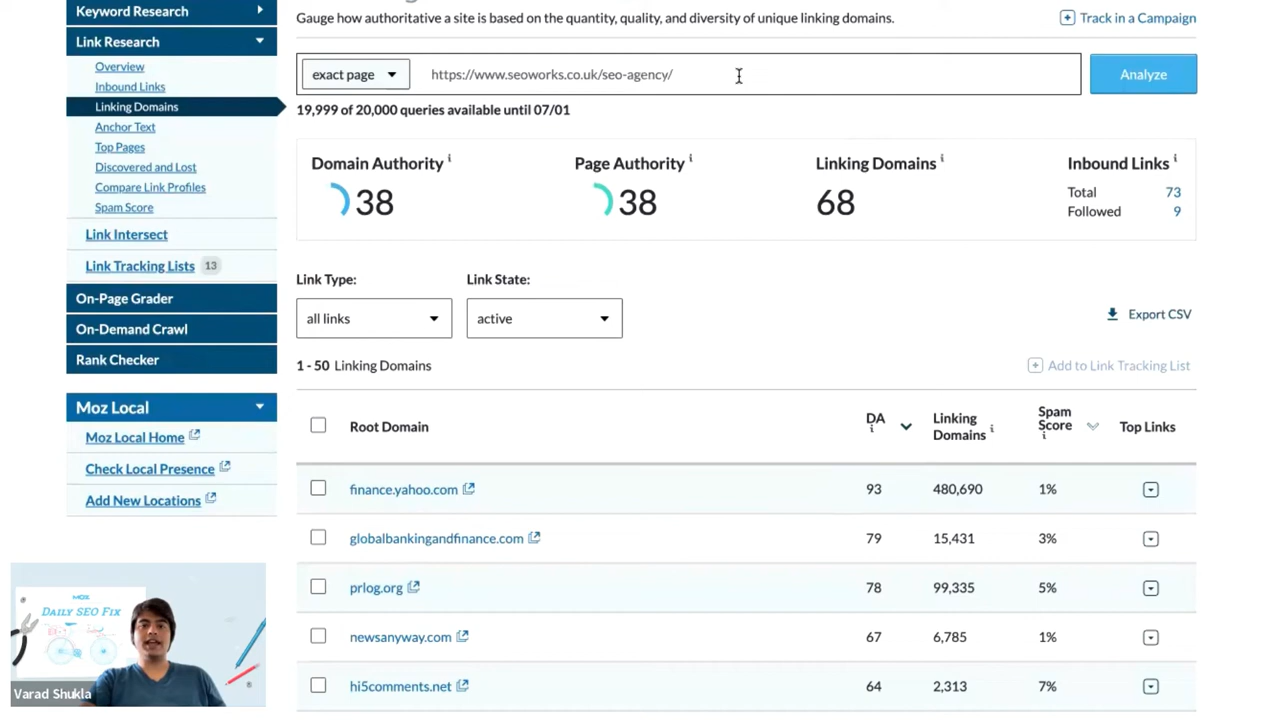 Keyword Research
Link Research
Overview
Inbound Links
Linking Domains
Anchor Text
Top Pages
Discovered and Lost
Compare Link Profiles
Spam Score
Link Intersect
Link Tracking Lists 13
On-Page Grader
On-Demand Crawl
Rank Checker
Moz Local
Moz Local Home
Check Local Presence
Add New Locations
Gauge how authoritative a site is based on the quantity, quality, and diversity of unique linking domains.
Track in a Campaign
exact page https://www.seoworks.co.uk/seo-agency/ Analyze
19,999 of 20,000 queries available until 07/01
Domain Authority Page Authority Linking Domains Inbound Links
38 38 68
Total 73
Followed 9
Link Type: Link State:
all links active
Export CSV
1 - 50 Linking Domains
Add to Link Tracking List
Root Domain DA Linking Domains Spam Score Top Links
finance.yahoo.com 93 480,690 1%
globalbankingandfinance.com 79 15,431 3%
prlog.org 78 99,335 5%
newsanyway.com 67 6,785 1%
hi5comments.net 64 2,313 7%
MOZ
DAILY SEO FIX
Varad Shukla